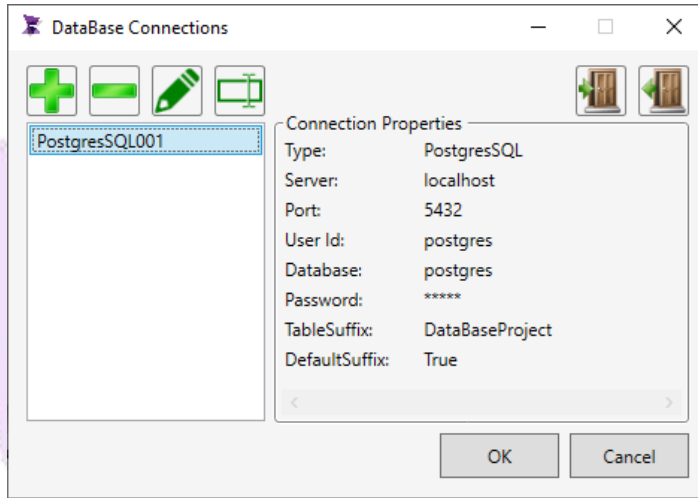 DataBase Connections
PostgresSQL001
Connection Properties
Type: PostgresSQL
Server: localhost
Port: 5432
User Id: postgres
Database: postgres
Password: *****
TableSuffix: DataBaseProject
DefaultSuffix: True
OK Cancel